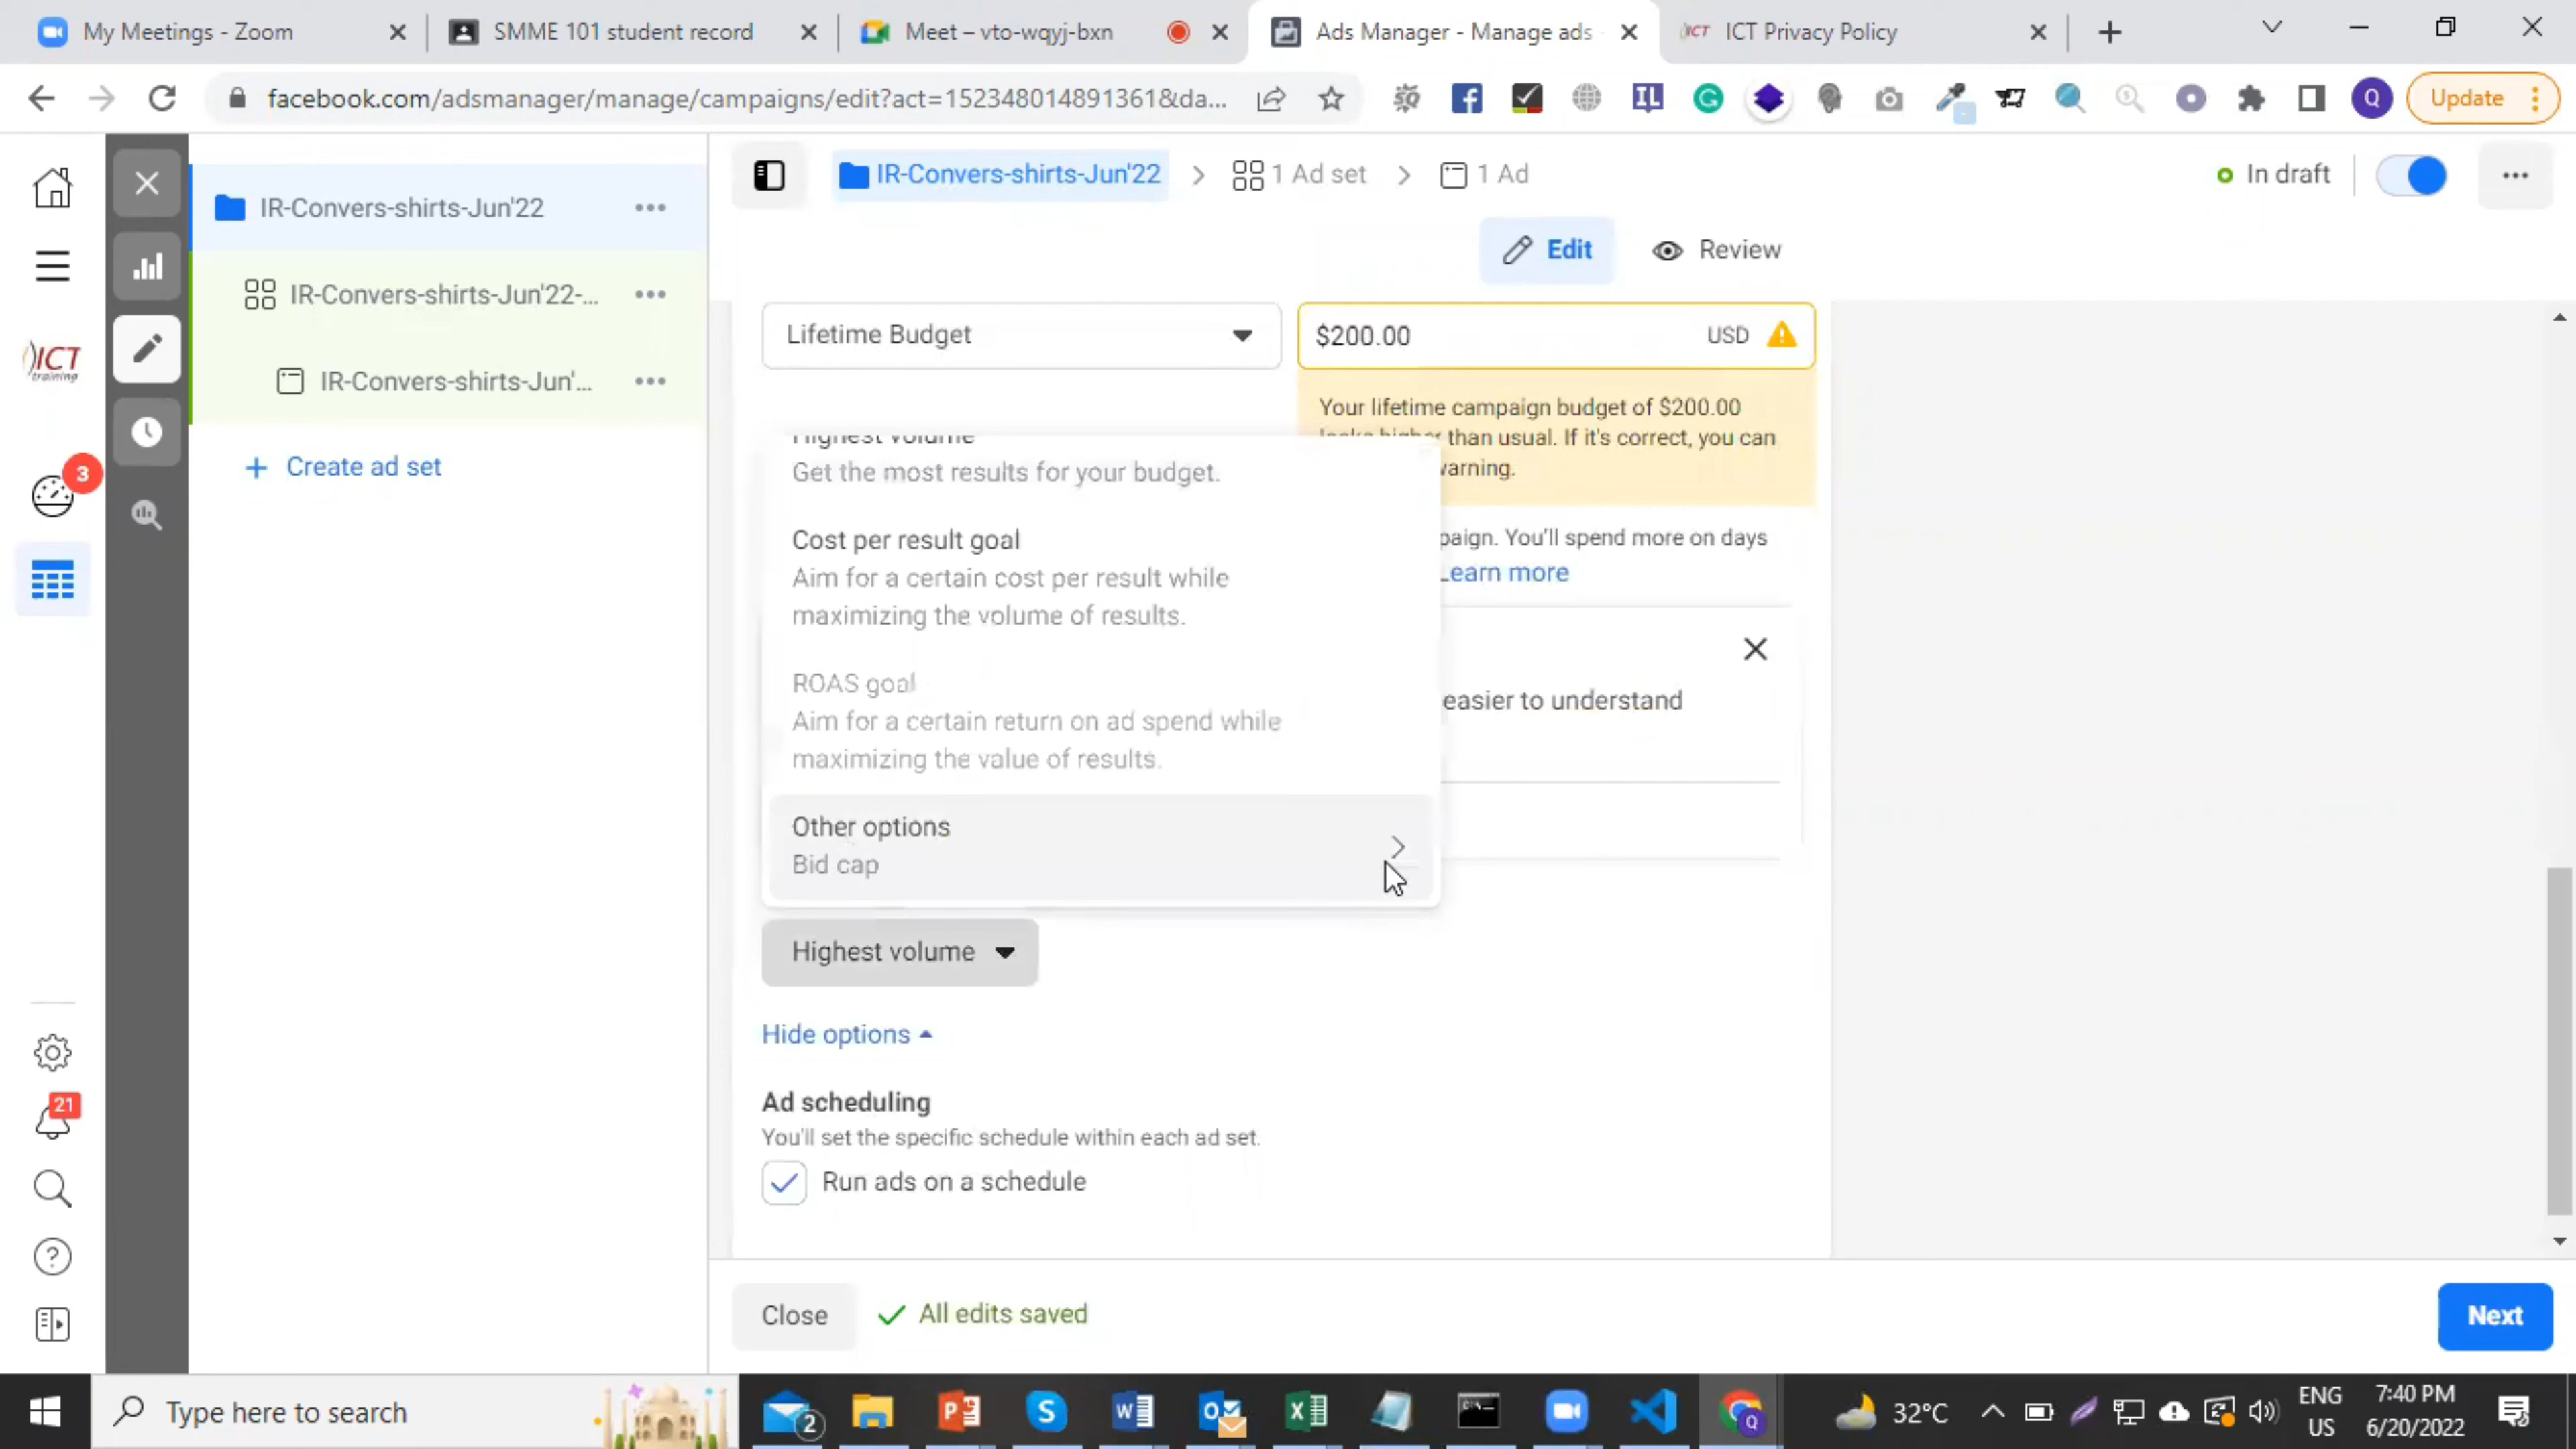 My Meetings - Zoom
SMME 101 student record
Meet – vto-wqyj-bxn
Ads Manager - Manage ads
ICT Privacy Policy
facebook.com/adsmanager/manage/campaigns/edit?act=152348014891361&da...
Q
Update
ICT
training
3
21
IR-Convers-shirts-Jun'22
IR-Convers-shirts-Jun'22-...
IR-Convers-shirts-Jun'...
+ Create ad set
IR-Convers-shirts-Jun'22
1 Ad set
1 Ad
In draft
Edit
Review
Lifetime Budget
$200.00 USD
Your lifetime campaign budget of $200.00
looks higher than usual. If it's correct, you can
warning.
Highest volume
Get the most results for your budget.
Cost per result goal
Aim for a certain cost per result while
maximizing the volume of results.
ROAS goal
Aim for a certain return on ad spend while
maximizing the value of results.
Other options
Bid cap
paign. You'll spend more on days
Learn more
easier to understand
Highest volume
Hide options
Ad scheduling
You'll set the specific schedule within each ad set.
Run ads on a schedule
Close
All edits saved
Next
Type here to search
2
32°C
ENG
US
7:40 PM
6/20/2022